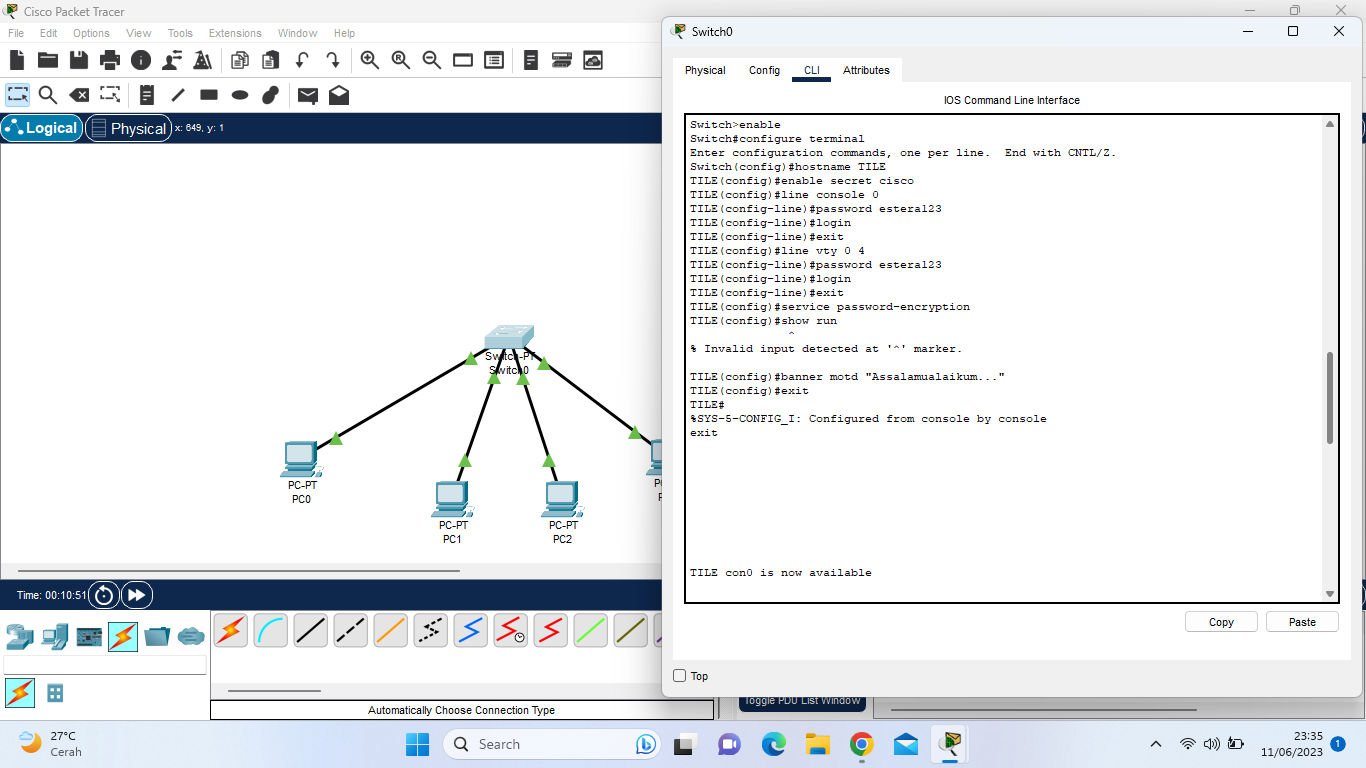 Cisco Packet Tracer
File Edit Options View Tools Extensions Window Help
Logical
Physical
x: 649, y: 1
Switch-PT
Switch0
PC-PT
PC0
PC-PT
PC1
PC-PT
PC2
Time: 00:10:51
Automatically Choose Connection Type
Toggle PDU List Window
Switch0
Physical Config CLI Attributes
IOS Command Line Interface
Switch>enable
Switch#configure terminal
Enter configuration commands, one per line.  End with CNTL/Z.
Switch(config)#hostname TILE
TILE(config)#enable secret cisco
TILE(config)#line console 0
TILE(config-line)#password estera123
TILE(config-line)#login
TILE(config-line)#exit
TILE(config)#line vty 0 4
TILE(config-line)#password estera123
TILE(config-line)#login
TILE(config-line)#exit
TILE(config)#service password-encryption
TILE(config)#show run
^
% Invalid input detected at '^' marker.
TILE(config)#banner motd "Assalamualaikum..."
TILE(config)#exit
TILE#
%SYS-5-CONFIG_I: Configured from console by console
exit
TILE con0 is now available
Copy Paste
Top
27°C
Cerah
Search
23:35
11/06/2023
1